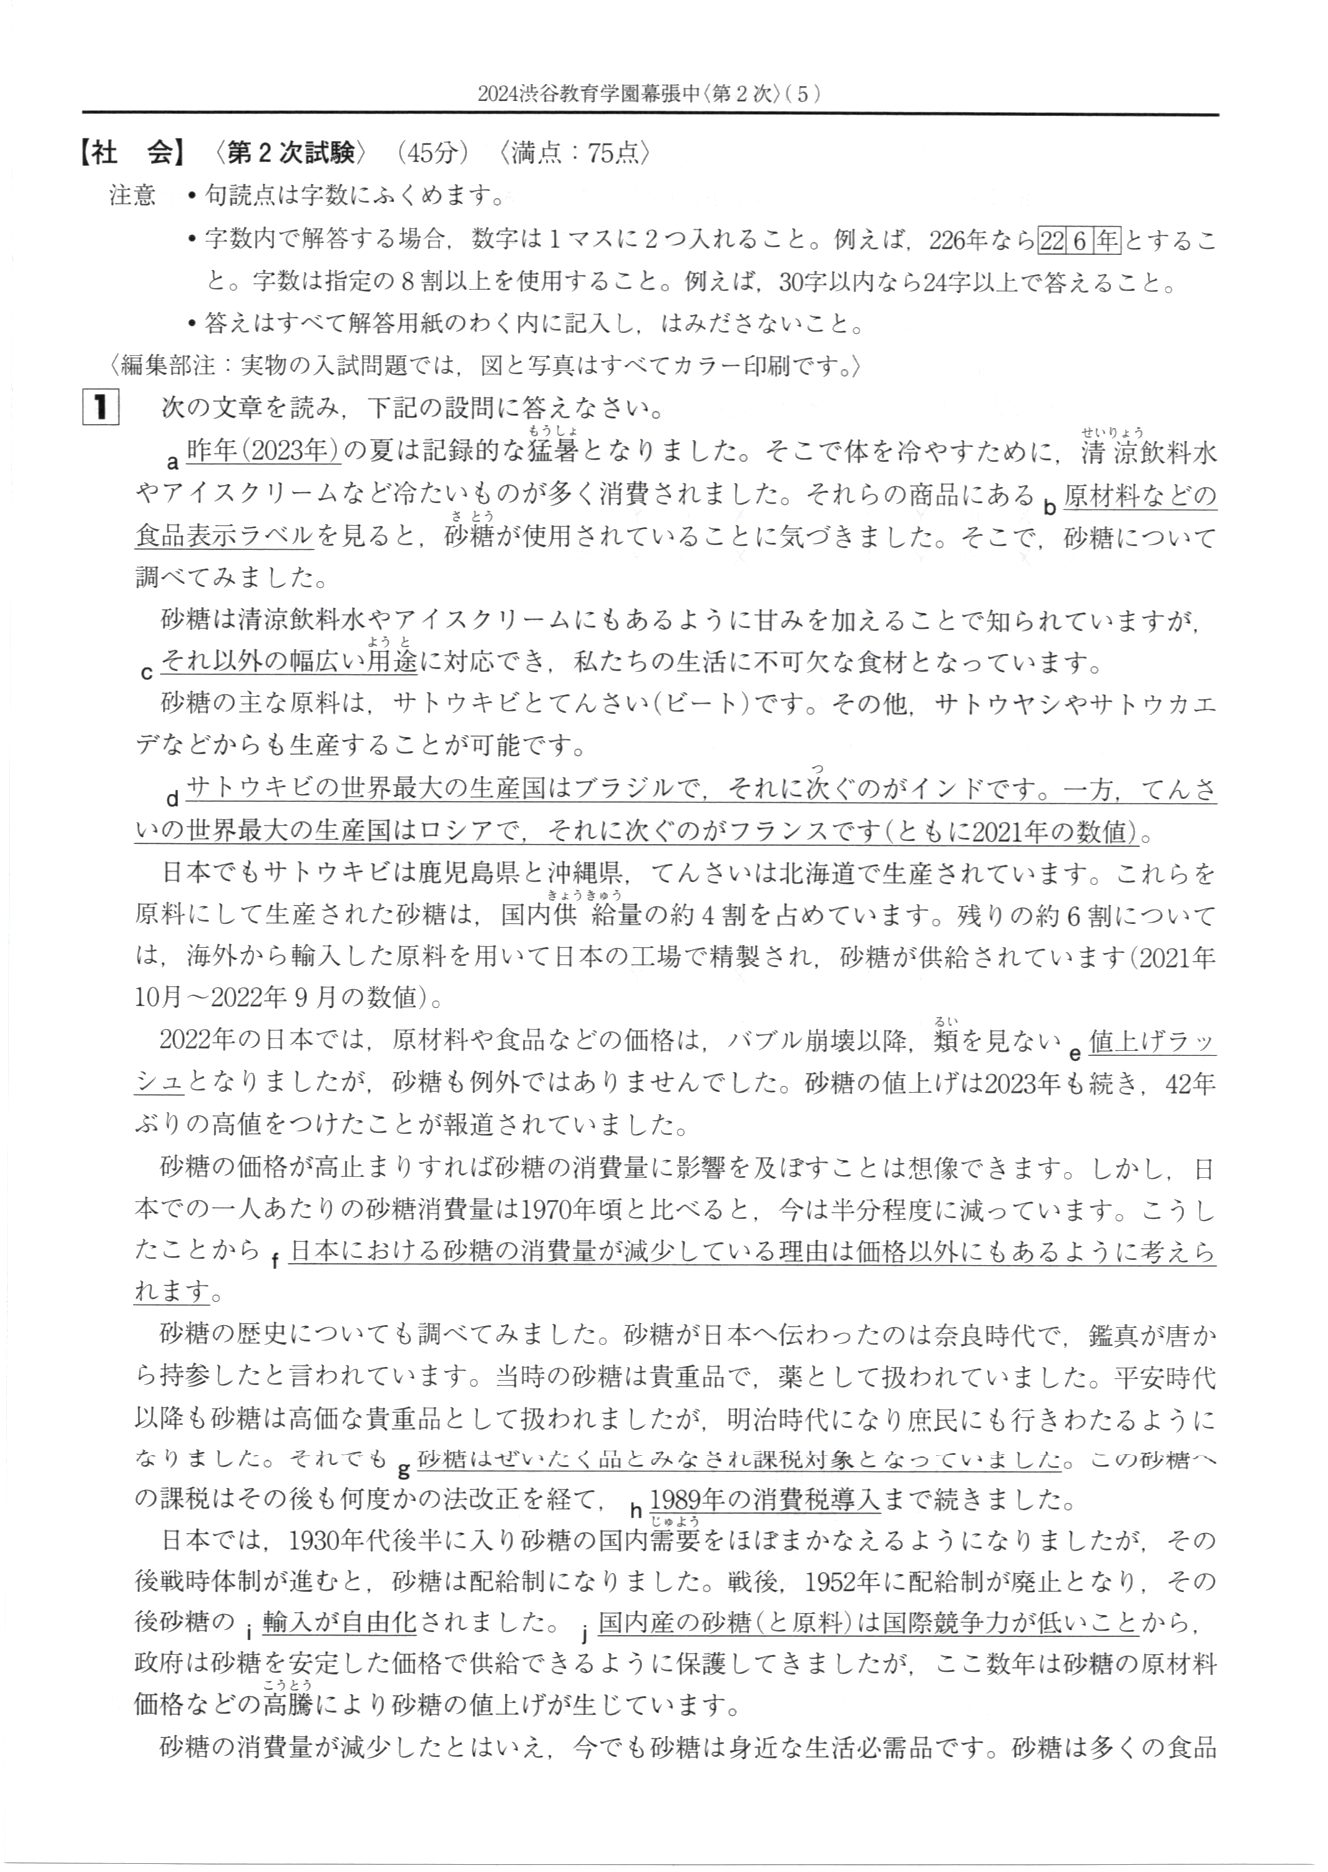 2024渋谷教育学園幕張中〈第2次〉(5)
【社　会】〈第2次試験〉（45分）〈満点：75点〉
注意　・句読点は字数にふくめます。
・字数内で解答する場合，数字は1マスに2つ入れること。例えば，226年なら22 6 年とするこ
と。字数は指定の8割以上を使用すること。例えば，30字以内なら24字以上で答えること。
・答えはすべて解答用紙のわく内に記入し，はみださないこと。
〈編集部注：実物の入試問題では，図と写真はすべてカラー印刷です。〉
1　次の文章を読み，下記の設問に答えなさい。
もうしょ　せいりょう
a 昨年(2023年)の夏は記録的な猛暑となりました。そこで体を冷やすために，清涼飲料水
やアイスクリームなど冷たいものが多く消費されました。それらの商品にある b 原材料などの
さとう
食品表示ラベルを見ると，砂糖が使用されていることに気づきました。そこで，砂糖について
調べてみました。
砂糖は清涼飲料水やアイスクリームにもあるように甘みを加えることで知られていますが，
ようと
c それ以外の幅広い用途に対応でき，私たちの生活に不可欠な食材となっています。
砂糖の主な原料は，サトウキビとてんさい(ビート)です。その他，サトウヤシやサトウカエ
デなどからも生産することが可能です。
つ
d サトウキビの世界最大の生産国はブラジルで，それに次ぐのがインドです。一方，てんさ
いの世界最大の生産国はロシアで，それに次ぐのがフランスです(ともに2021年の数値)。
日本でもサトウキビは鹿児島県と沖縄県，てんさいは北海道で生産されています。これらを
きょうきゅう
原料にして生産された砂糖は，国内供給量の約4割を占めています。残りの約6割について
は，海外から輸入した原料を用いて日本の工場で精製され，砂糖が供給されています(2021年
10月～2022年9月の数値)。
るい
2022年の日本では，原材料や食品などの価格は，バブル崩壊以降，類を見ない e 値上げラッ
シュとなりましたが，砂糖も例外ではありませんでした。砂糖の値上げは2023年も続き，42年
ぶりの高値をつけたことが報道されていました。
砂糖の価格が高止まりすれば砂糖の消費量に影響を及ぼすことは想像できます。しかし，日
本での一人あたりの砂糖消費量は1970年頃と比べると，今は半分程度に減っています。こうし
たことから f 日本における砂糖の消費量が減少している理由は価格以外にもあるように考えら
れます。
砂糖の歴史についても調べてみました。砂糖が日本へ伝わったのは奈良時代で，鑑真が唐か
ら持参したと言われています。当時の砂糖は貴重品で，薬として扱われていました。平安時代
以降も砂糖は高価な貴重品として扱われましたが，明治時代になり庶民にも行きわたるように
なりました。それでも g 砂糖はぜいたく品とみなされ課税対象となっていました。この砂糖へ
の課税はその後も何度かの法改正を経て， h 1989年の消費税導入まで続きました。
じゅよう
日本では，1930年代後半に入り砂糖の国内需要をほぼまかなえるようになりましたが，その
後戦時体制が進むと，砂糖は配給制になりました。戦後，1952年に配給制が廃止となり，その
後砂糖の i 輸入が自由化されました。 j 国内産の砂糖(と原料)は国際競争力が低いことから，
政府は砂糖を安定した価格で供給できるように保護してきましたが，ここ数年は砂糖の原材料
こうとう
価格などの高騰により砂糖の値上げが生じています。
砂糖の消費量が減少したとはいえ，今でも砂糖は身近な生活必需品です。砂糖は多くの食品